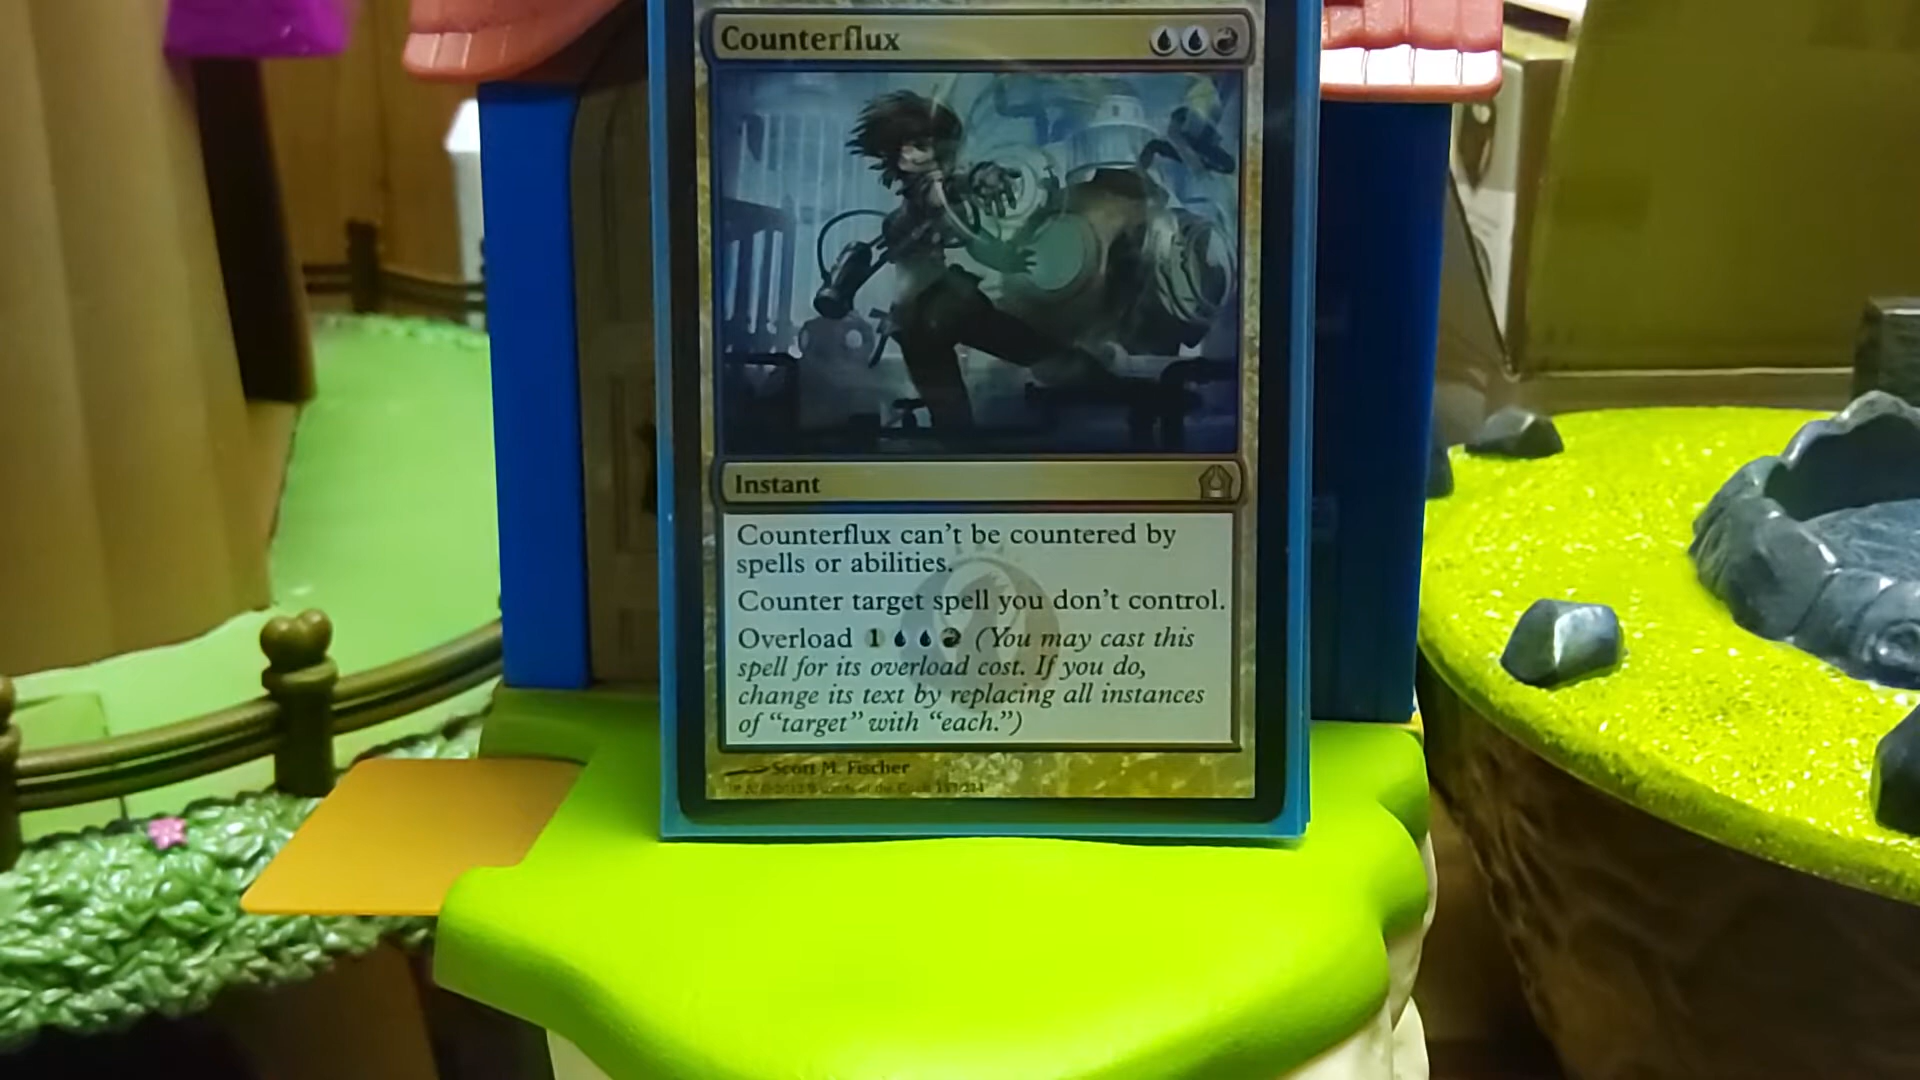 Counterflux
Instant
Counterflux can't be countered by
spells or abilities.
Counter target spell you don't control.
Overload 1 (You may cast this
spell for its overload cost. If you do,
change its text by replacing all instances
of “target” with “each.”)
Scott M. Fischer